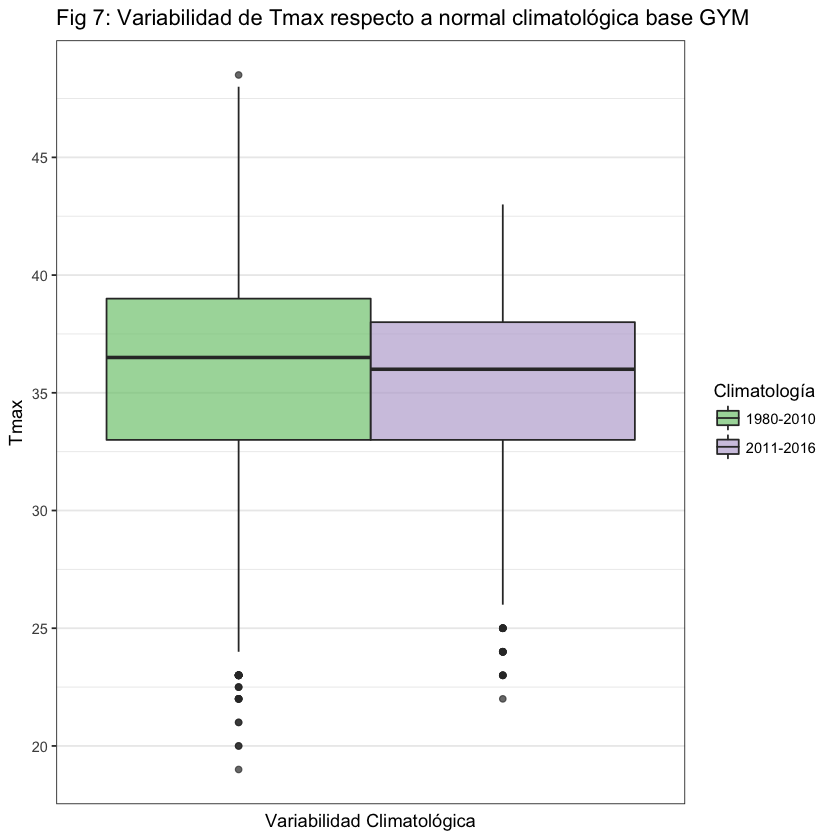 Fig 7: Variabilidad de Tmax respecto a normal climatológica base GYM
45
40
35
30
25
20
Tmax
Variabilidad Climatológica
Climatología
1980-2010
2011-2016